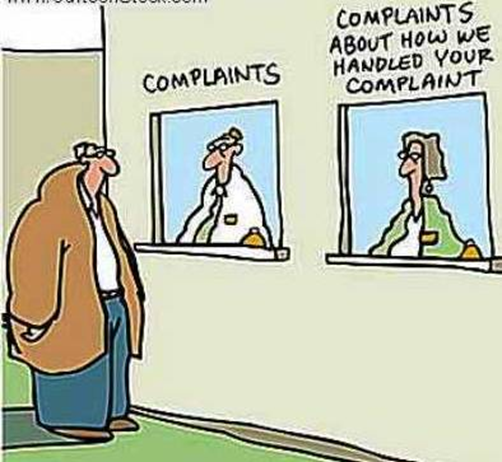 COMPLAINTS
COMPLAINTS
ABOUT HOW WE
HANDLED YOUR
COMPLAINT